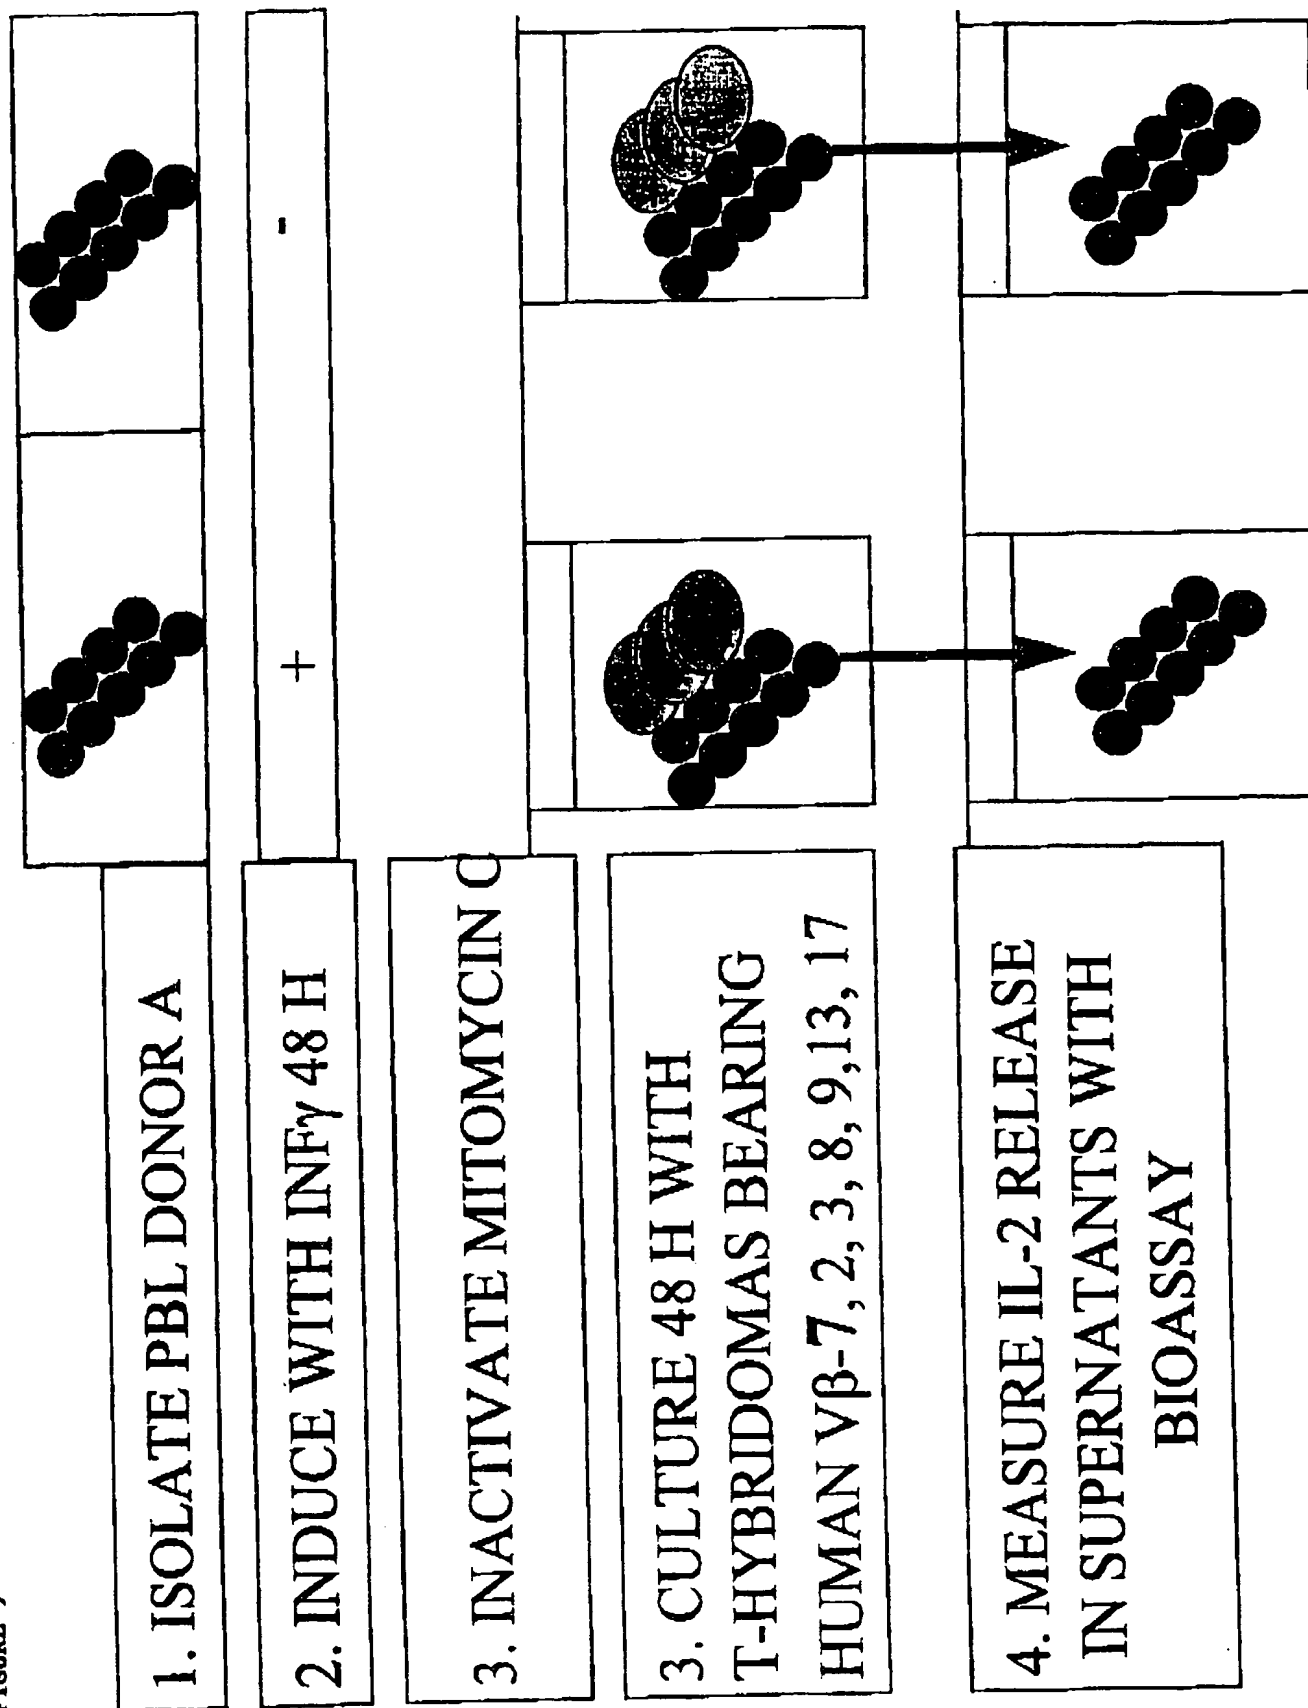 1. ISOLATE PBL DONOR A
2. INDUCE WITH INFγ 48 H
+
-
3. INACTIVATE MITOMYCIN C
3. CULTURE 48 H WITH
T-HYBRIDOMAS BEARING
HUMAN Vβ-7, 2, 3, 8, 9,13, 17
4. MEASURE IL-2 RELEASE
IN SUPERNATANTS WITH
BIOASSAY